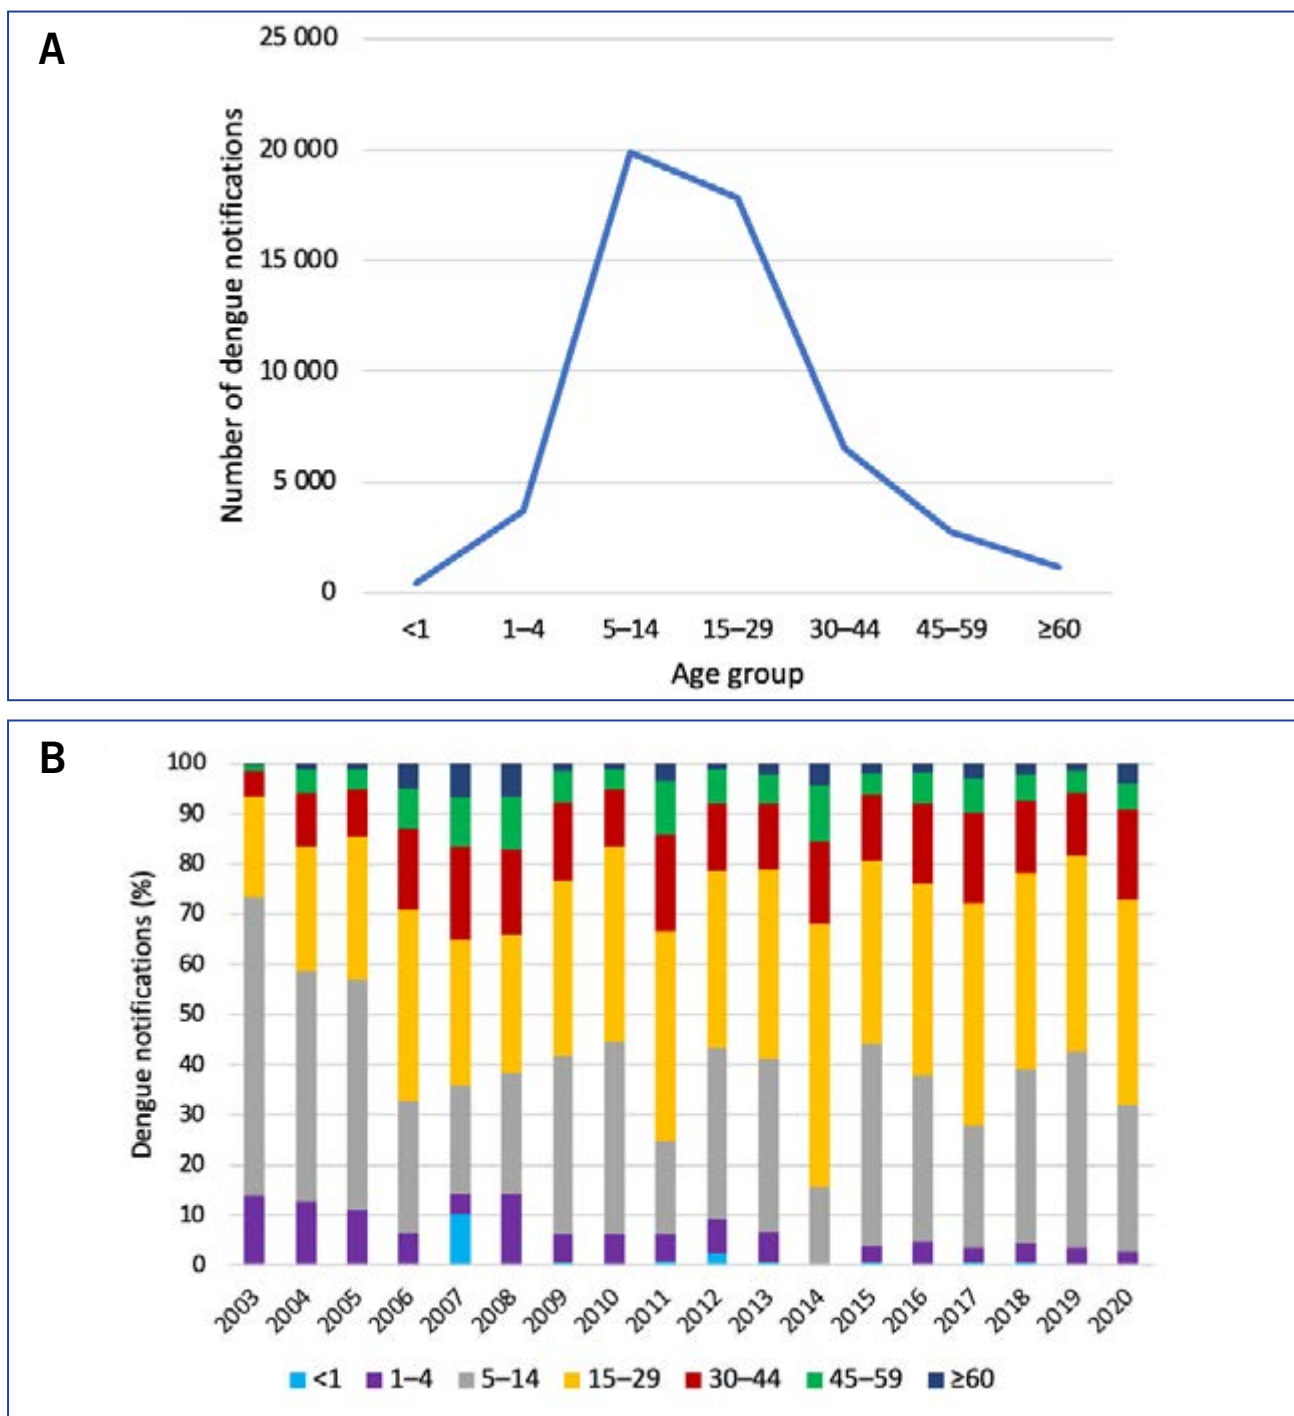 A
25 000
20 000
15 000
10 000
5 000
0
Number of dengue notifications
<1 1–4 5–14 15–29 30–44 45–59 ≥60
Age group
B
100
90
80
70
60
50
40
30
20
10
0
Dengue notifications (%)
2003 2004 2005 2006 2007 2008 2009 2010 2011 2012 2013 2014 2015 2016 2017 2018 2019 2020
<1 1–4 5–14 15–29 30–44 45–59 ≥60